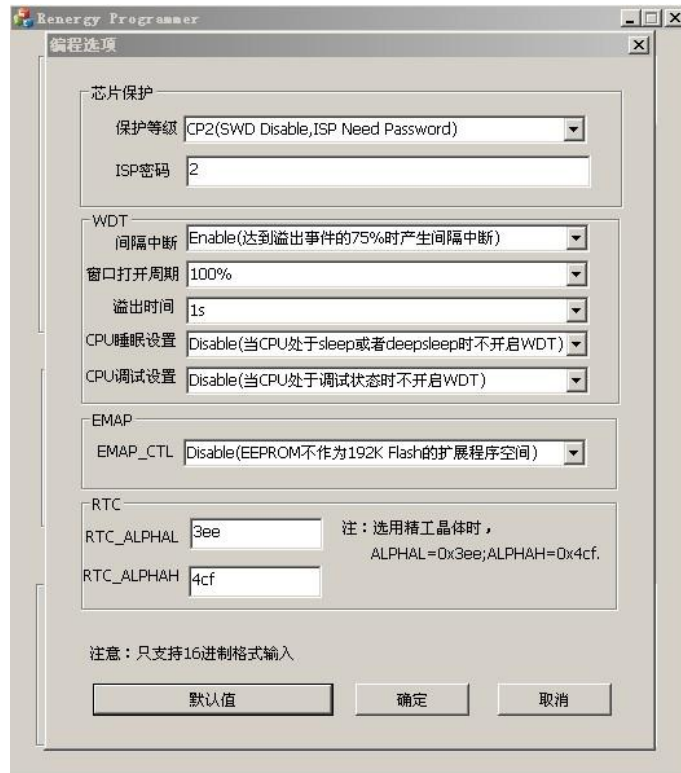 Renergy Programmer
编程选项
芯片保护
保护等级 CP2(SWD Disable,ISP Need Password)
ISP密码 2
WDT
间隔中断 Enable(达到溢出事件的75%时产生间隔中断)
窗口打开周期 100%
溢出时间 1s
CPU睡眠设置 Disable(当CPU处于sleep或者deepsleep时不开启WDT)
CPU调试设置 Disable(当CPU处于调试状态时不开启WDT)
EMAP
EMAP_CTL Disable(EEPROM不作为192K Flash的扩展程序空间)
RTC
RTC_ALPHAL 3ee 注：选用精工晶体时，
ALPHAL=0x3ee;ALPHAH=0x4cf.
RTC_ALPHAH 4cf
注意：只支持16进制格式输入
默认值 确定 取消